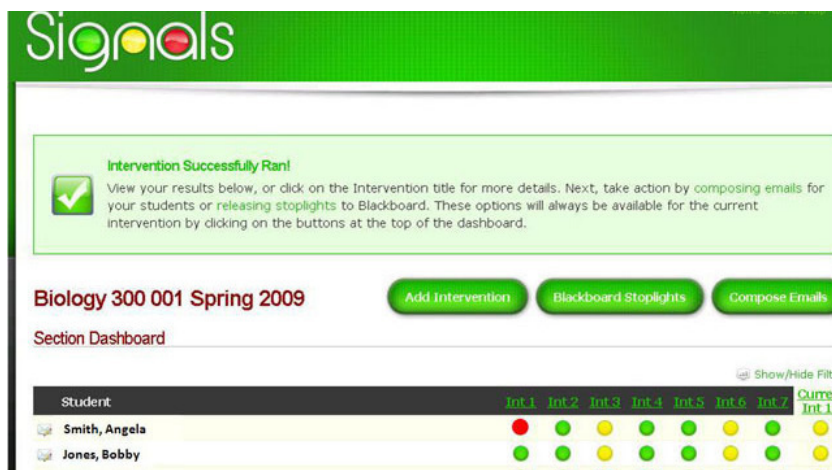 Signals
Intervention Successfully Ran!
View your results below, or click on the Intervention title for more details. Next, take action by composing emails for
your students or releasing stoplights to Blackboard. These options will always be available for the current
intervention by clicking on the buttons at the top of the dashboard.
Biology 300 001 Spring 2009
Add Intervention
Blackboard Stoplights
Compose Emails
Section Dashboard
Show/Hide Filt
Student Int 1 Int 2 Int 3 Int 4 Int 5 Int 6 Int 7 Curre
Int 1
Smith, Angela
Jones, Bobby